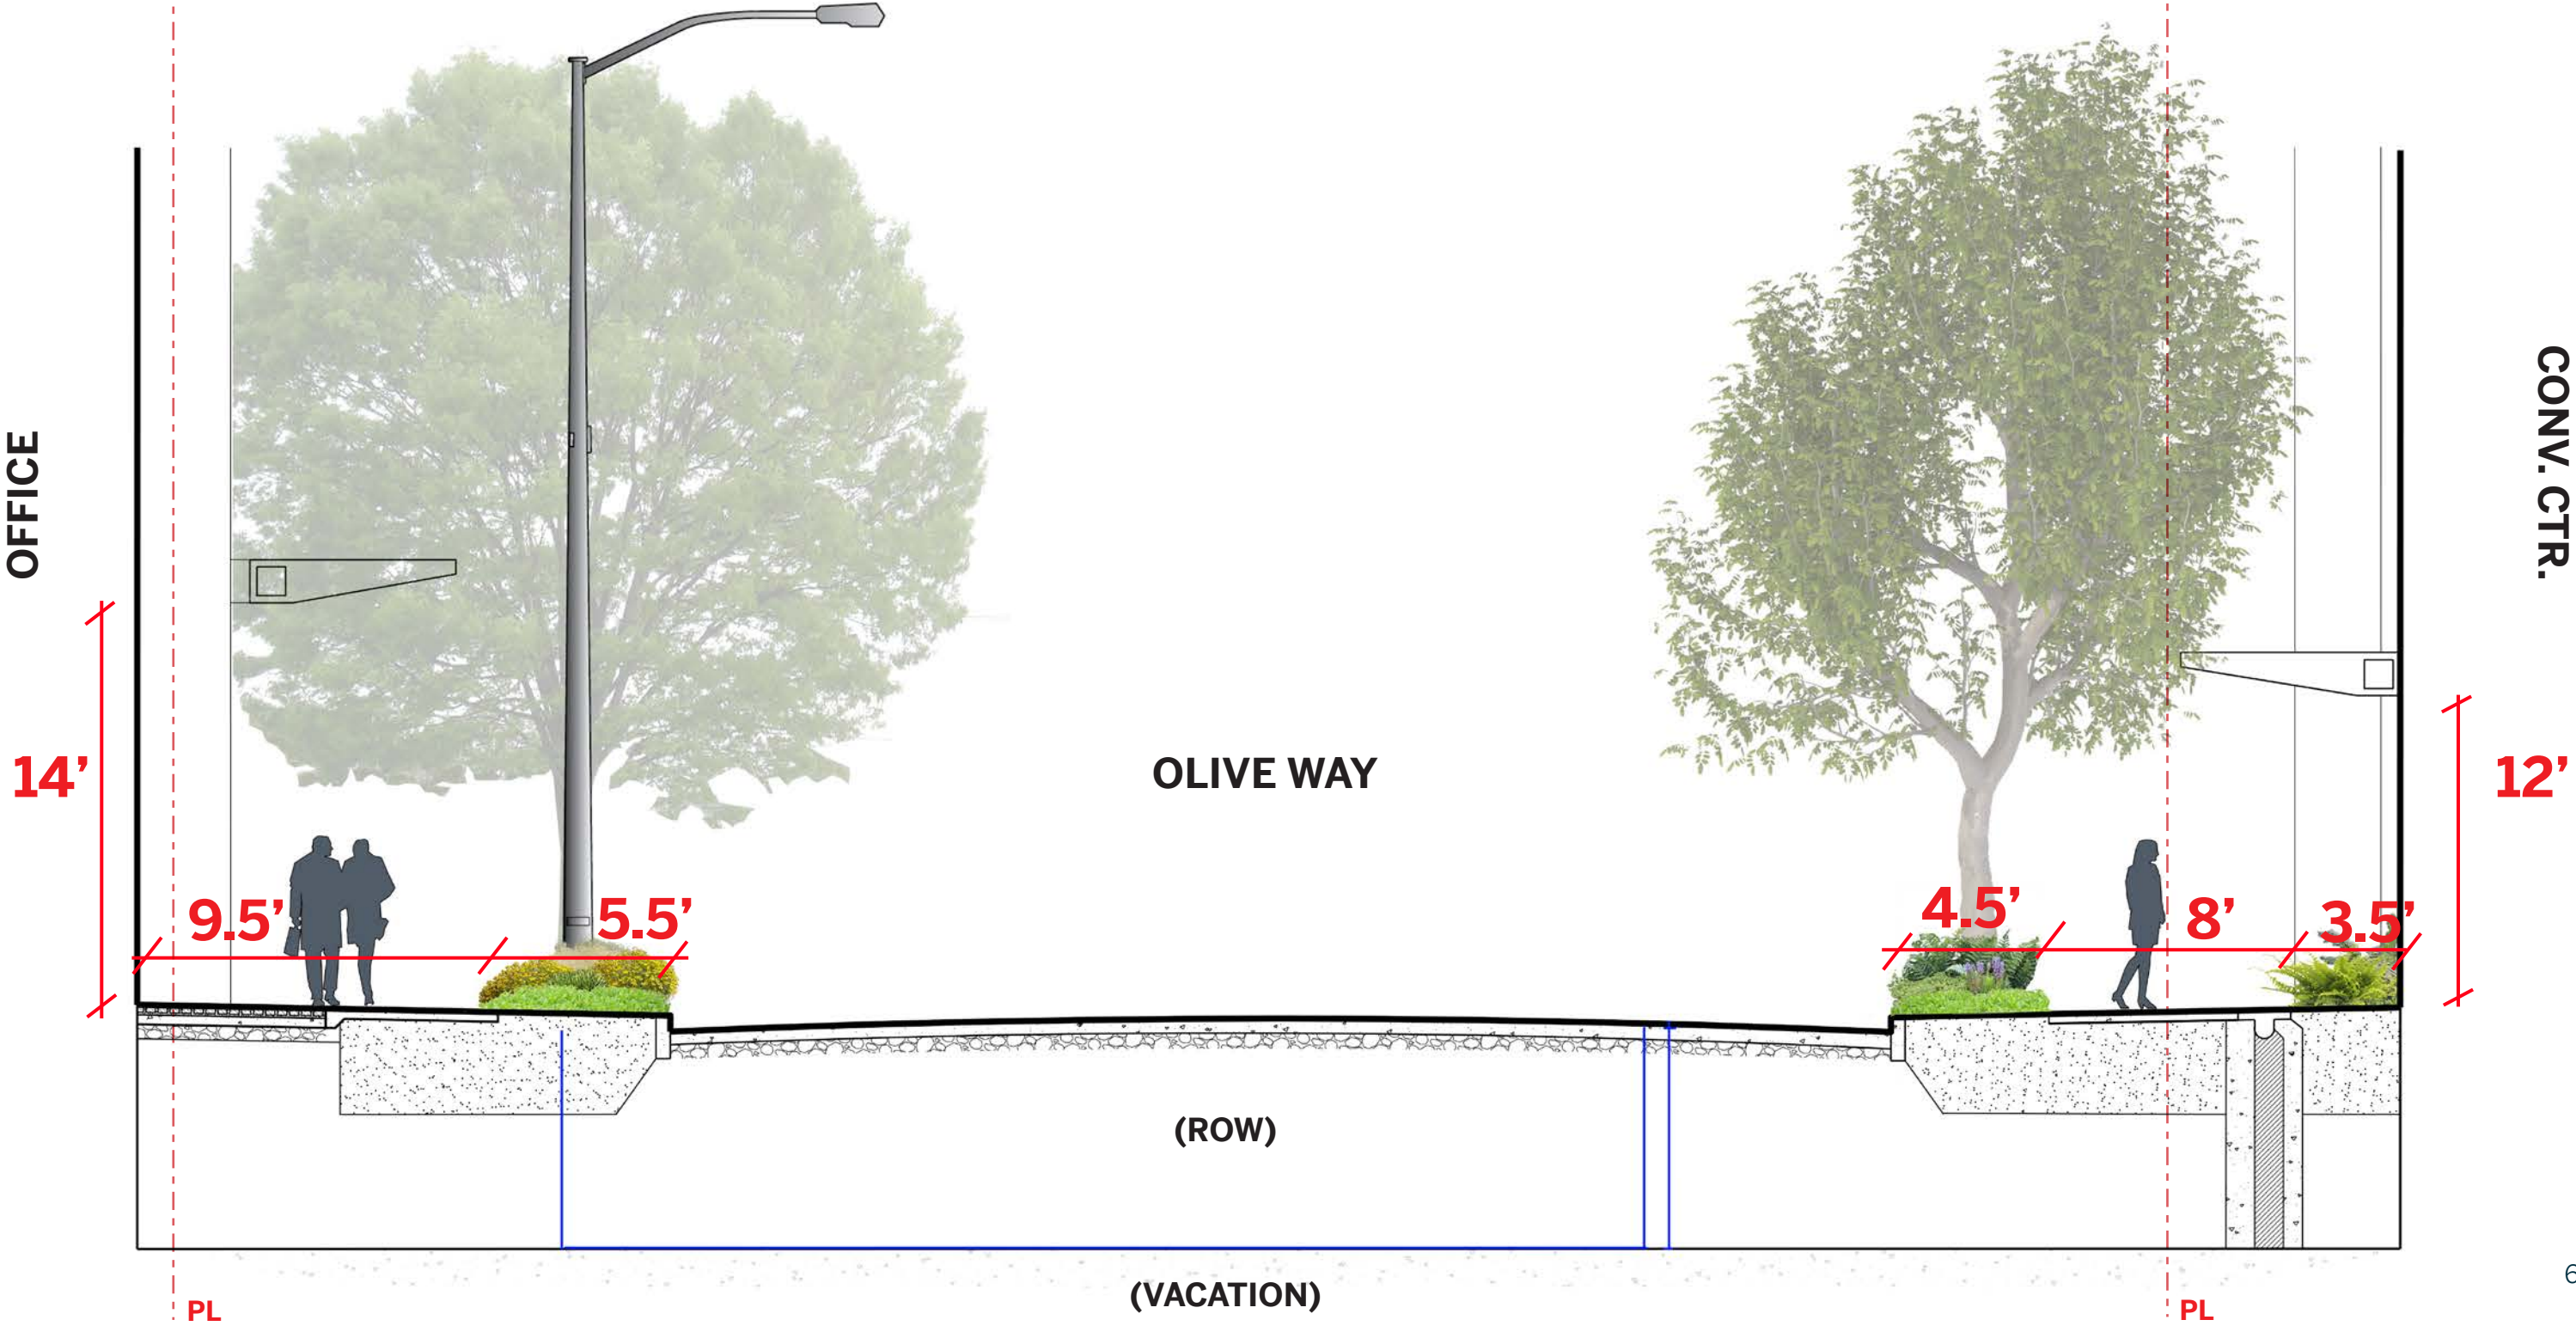 OFFICE
CONV. CTR.
14’
OLIVE WAY
12’
9.5’
5.5’
4.5’
8’
3.5’
(ROW)
(VACATION)
PL
PL
6